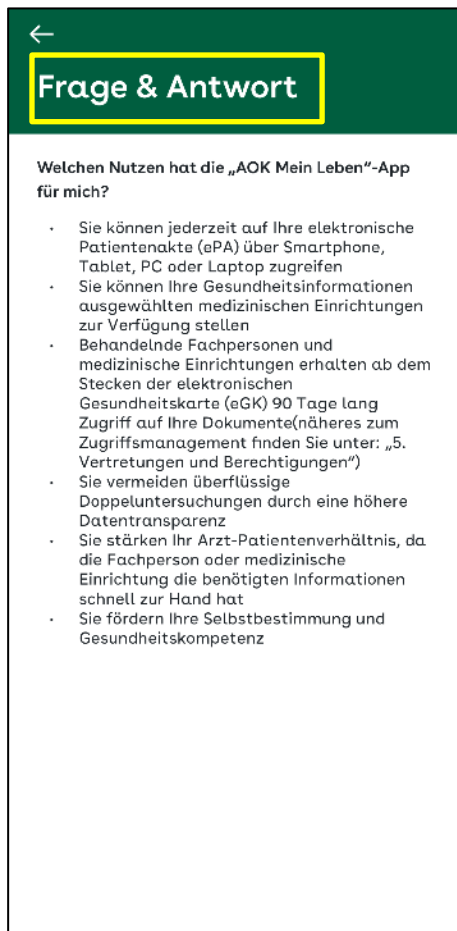 Frage & Antwort
Welchen Nutzen hat die „AOK Mein Leben“-App
für mich?
· Sie können jederzeit auf Ihre elektronische
Patientenakte (ePA) über Smartphone,
Tablet, PC oder Laptop zugreifen
· Sie können Ihre Gesundheitsinformationen
ausgewählten medizinischen Einrichtungen
zur Verfügung stellen
· Behandelnde Fachpersonen und
medizinische Einrichtungen erhalten ab dem
Stecken der elektronischen
Gesundheitskarte (eGK) 90 Tage lang
Zugriff auf Ihre Dokumente(näheres zum
Zugriffsmanagement finden Sie unter: „5.
Vertretungen und Berechtigungen“)
· Sie vermeiden überflüssige
Doppeluntersuchungen durch eine höhere
Datentransparenz
· Sie stärken Ihr Arzt-Patientenverhältnis, da
die Fachperson oder medizinische
Einrichtung die benötigten Informationen
schnell zur Hand hat
· Sie fördern Ihre Selbstbestimmung und
Gesundheitskompetenz